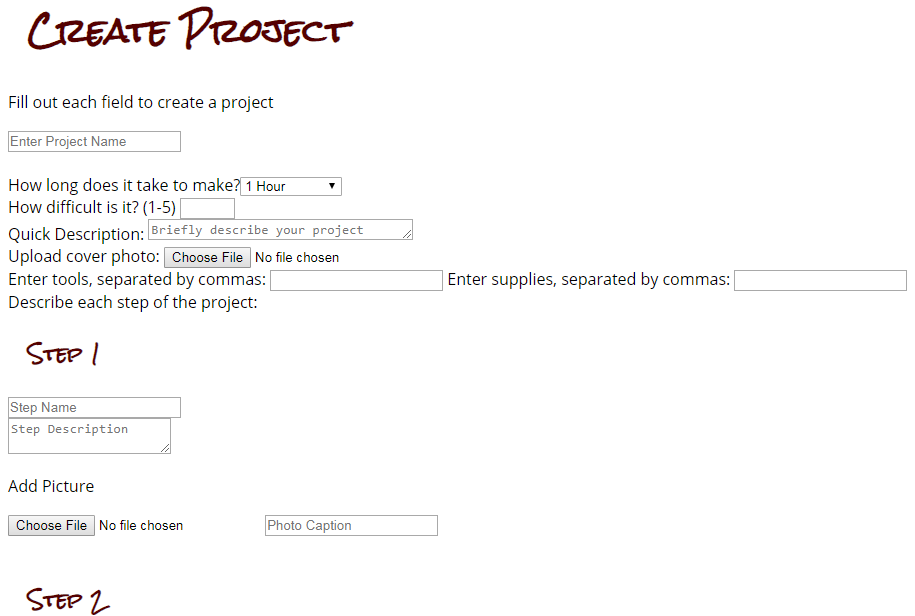 Create Project
Fill out each field to create a project
Enter Project Name
How long does it take to make? 1 Hour
How difficult is it? (1-5)
Quick Description: Briefly describe your project
Upload cover photo: Choose File No file chosen
Enter tools, separated by commas: Enter supplies, separated by commas:
Describe each step of the project:
Step 1
Step Name
Step Description
Add Picture
Choose File No file chosen Photo Caption
Step 2